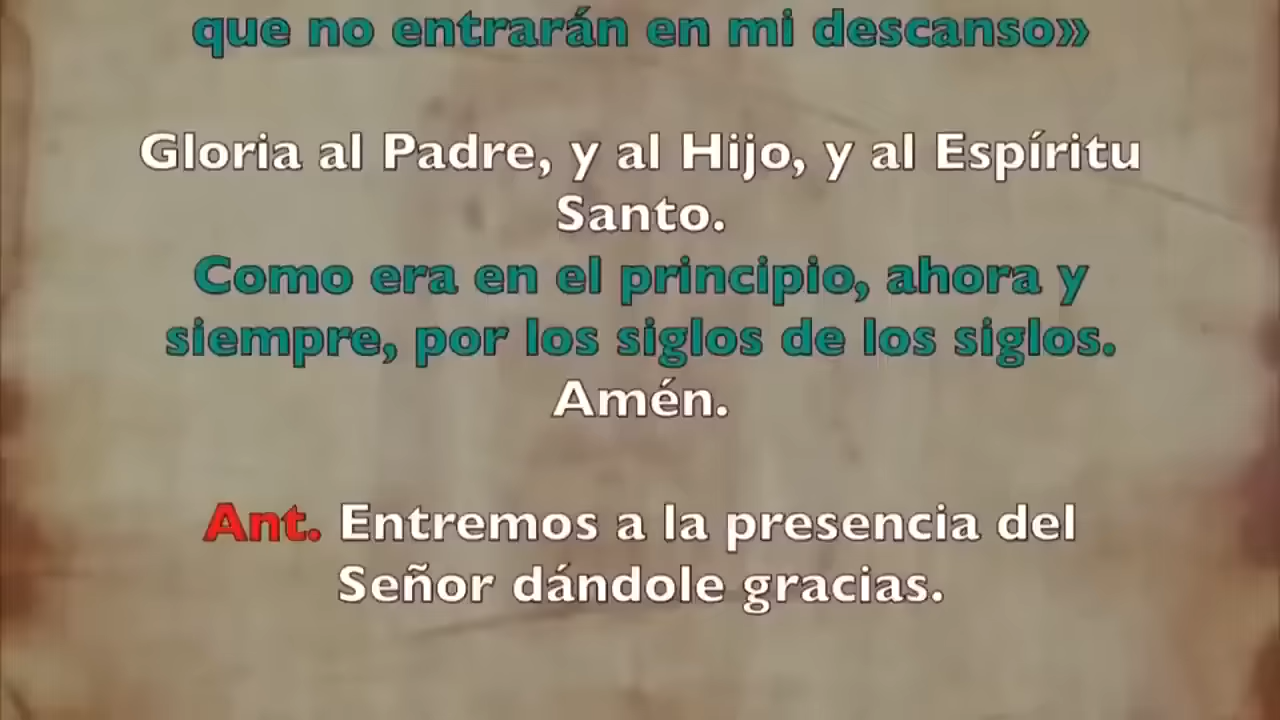 que no entrarán en mi descanso»
Gloria al Padre, y al Hijo, y al Espíritu
Santo.
Como era en el principio, ahora y
siempre, por los siglos de los siglos.
Amén.
Ant. Entremos a la presencia del
Señor dándole gracias.